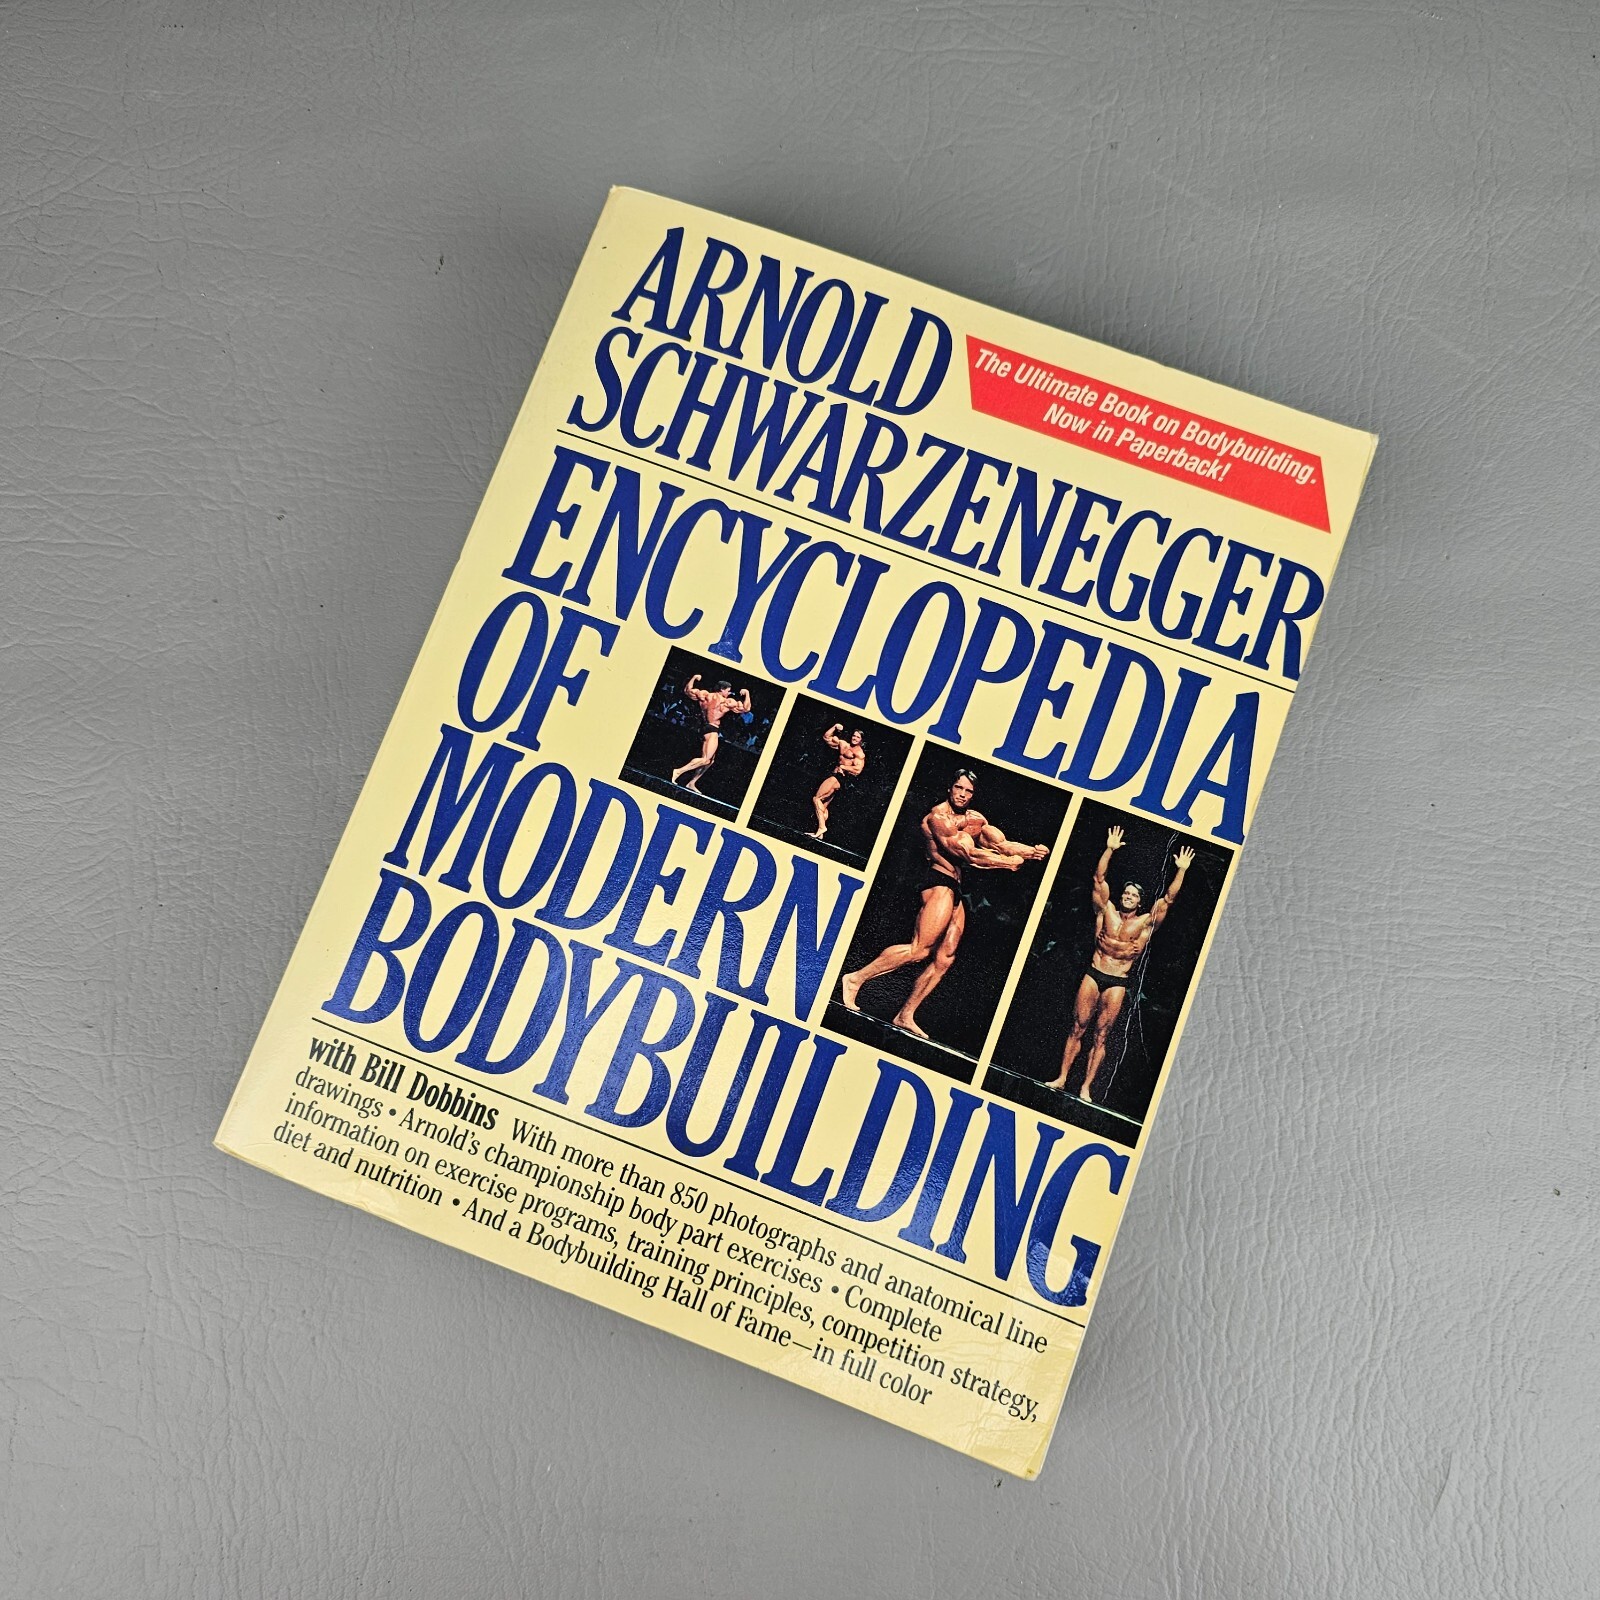 ARNOLD
SCHWARZENEGGER
The Ultimate Book on Bodybuilding.
Now in Paperback!
ENCYCLOPEDIA
OF
MODERN
BODYBUILDING
with Bill Dobbins With more than 850 photographs and anatomical line
drawings • Arnold's championship body part exercises • Complete
information on exercise programs, training principles, competition strategy,
diet and nutrition • And a Bodybuilding Hall of Fame—in full color